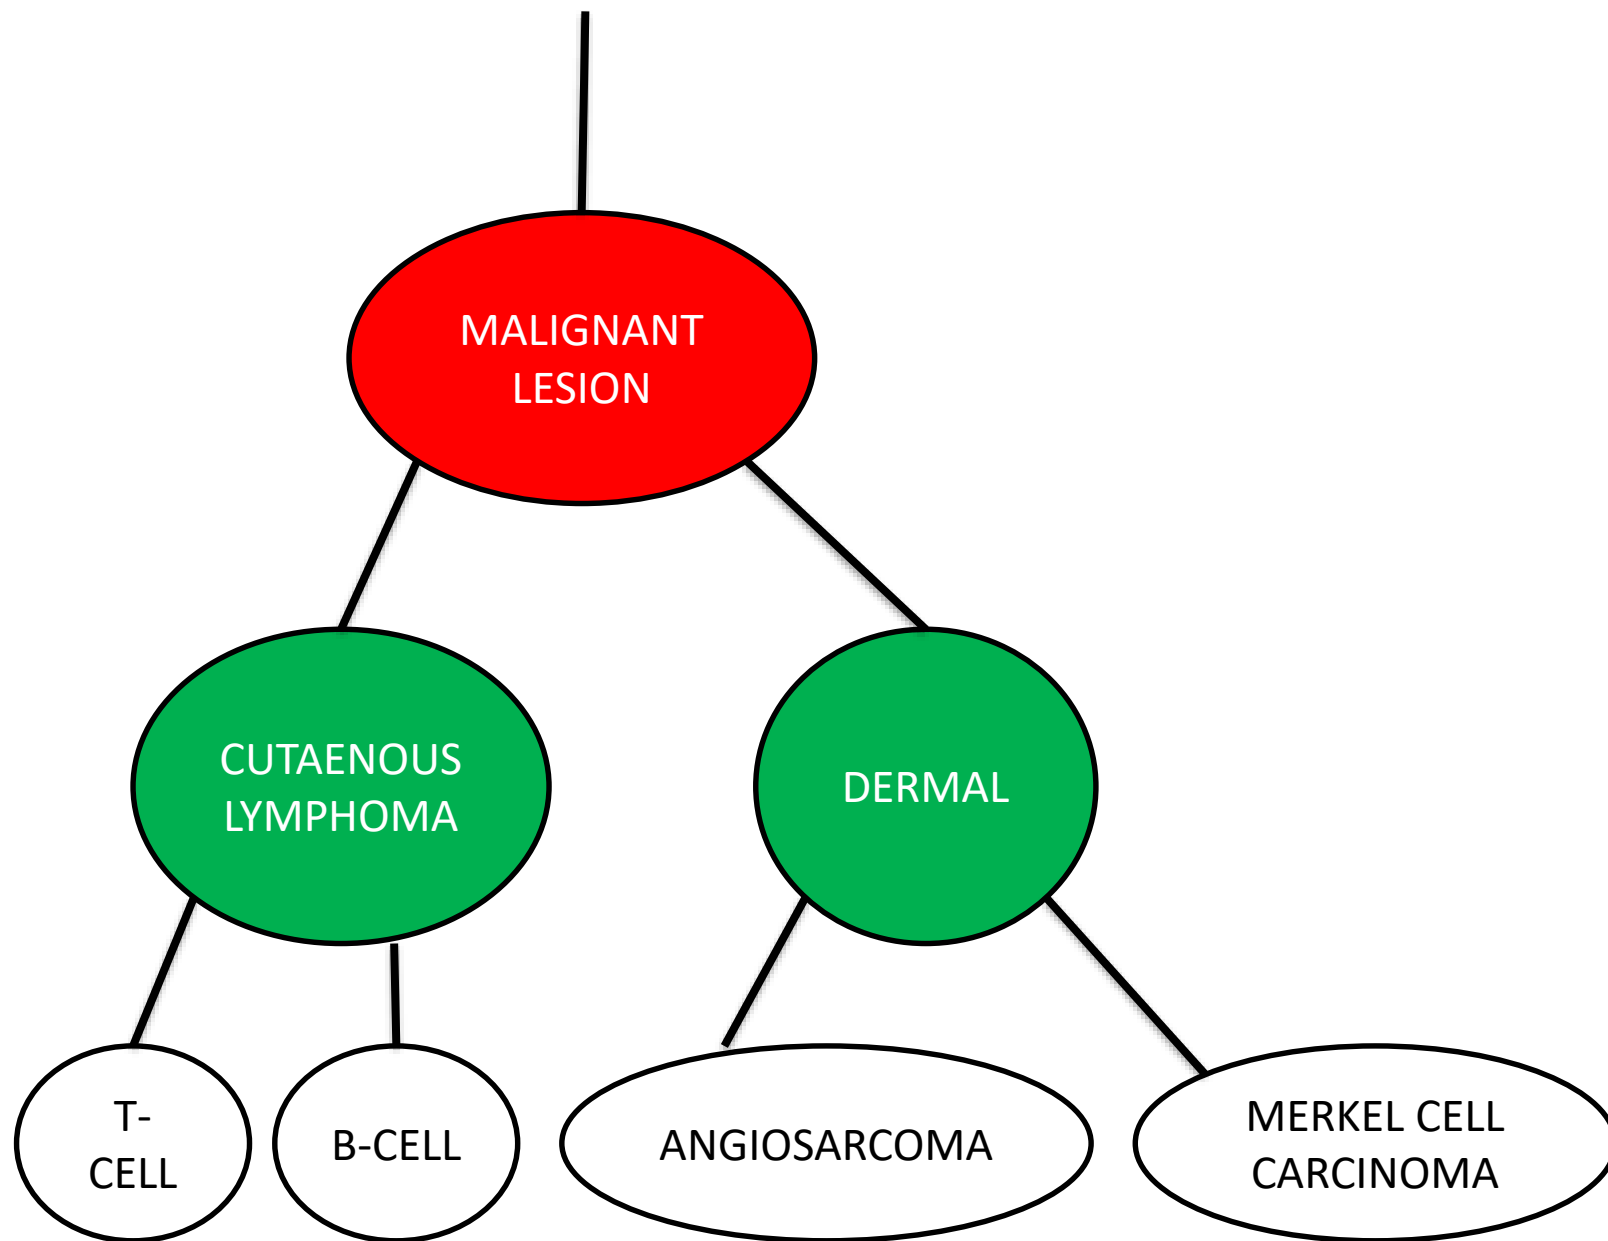 MALIGNANT
LESION
CUTAENOUS
LYMPHOMA
DERMAL
T-
CELL
B-CELL
ANGIOSARCOMA
MERKEL CELL
CARCINOMA